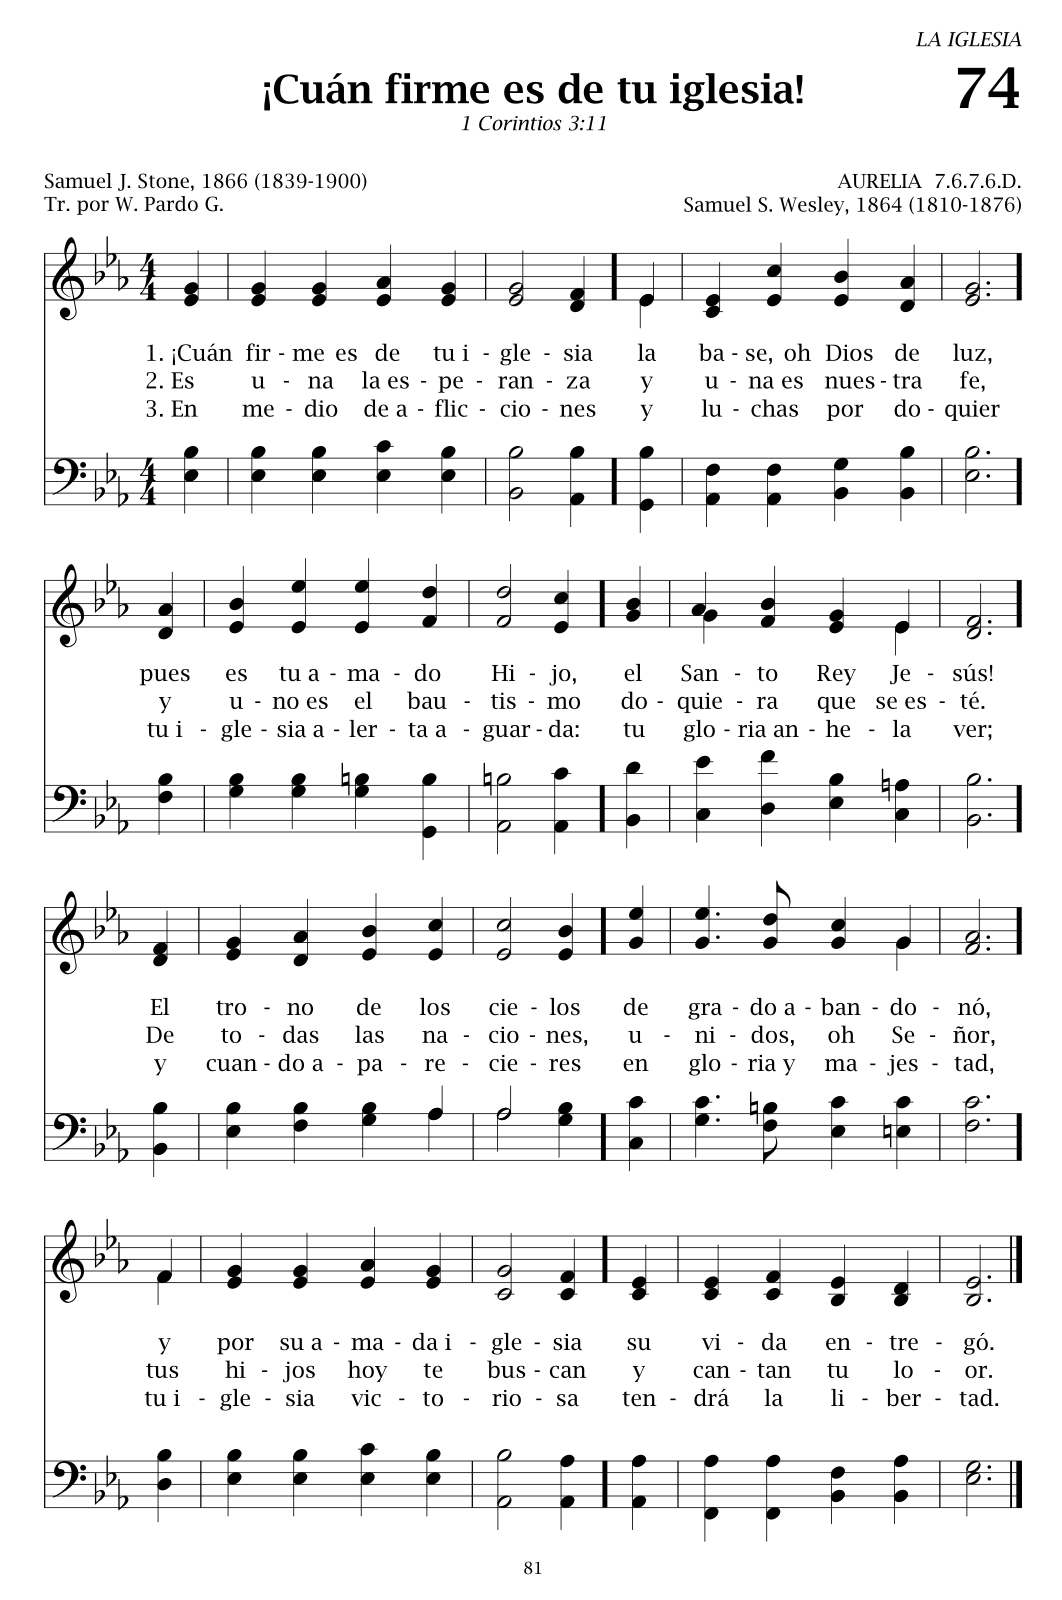 LA IGLESIA
¡Cuán firme es de tu iglesia!
74
1 Corintios 3:11
Samuel J. Stone, 1866 (1839-1900)
AURELIA 7.6.7.6.D.
Tr. por W. Pardo G.
Samuel S. Wesley, 1864 (1810-1876)
4
4
1. ¡Cuán fir - me es de tu i - gle - sia la ba - se, oh Dios de luz,
2. Es u - na la es - pe - ran - za y u - na es nues - tra fe,
3. En me - dio de a - flic - cio - nes y lu - chas por do - quier
4
4
pues es tu a - ma - do Hi - jo, el San - to Rey Je - sús!
y u - no es el bau - tis - mo do - quie - ra que se es - té.
tu i - gle - sia a - ler - ta a - guar - da: tu glo - ria an - he - la ver;
El tro - no de los cie - los de gra - do a - ban - do - nó,
De to - das las na - cio - nes, u - ni - dos, oh Se - ñor,
y cuan - do a - pa - re - cie - res en glo - ria y ma - jes - tad,
y por su a - ma - da i - gle - sia su vi - da en - tre - gó.
tus hi - jos hoy te bus - can y can - tan tu lo - or.
tu i - gle - sia vic - to - rio - sa ten - drá la li - ber - tad.
81